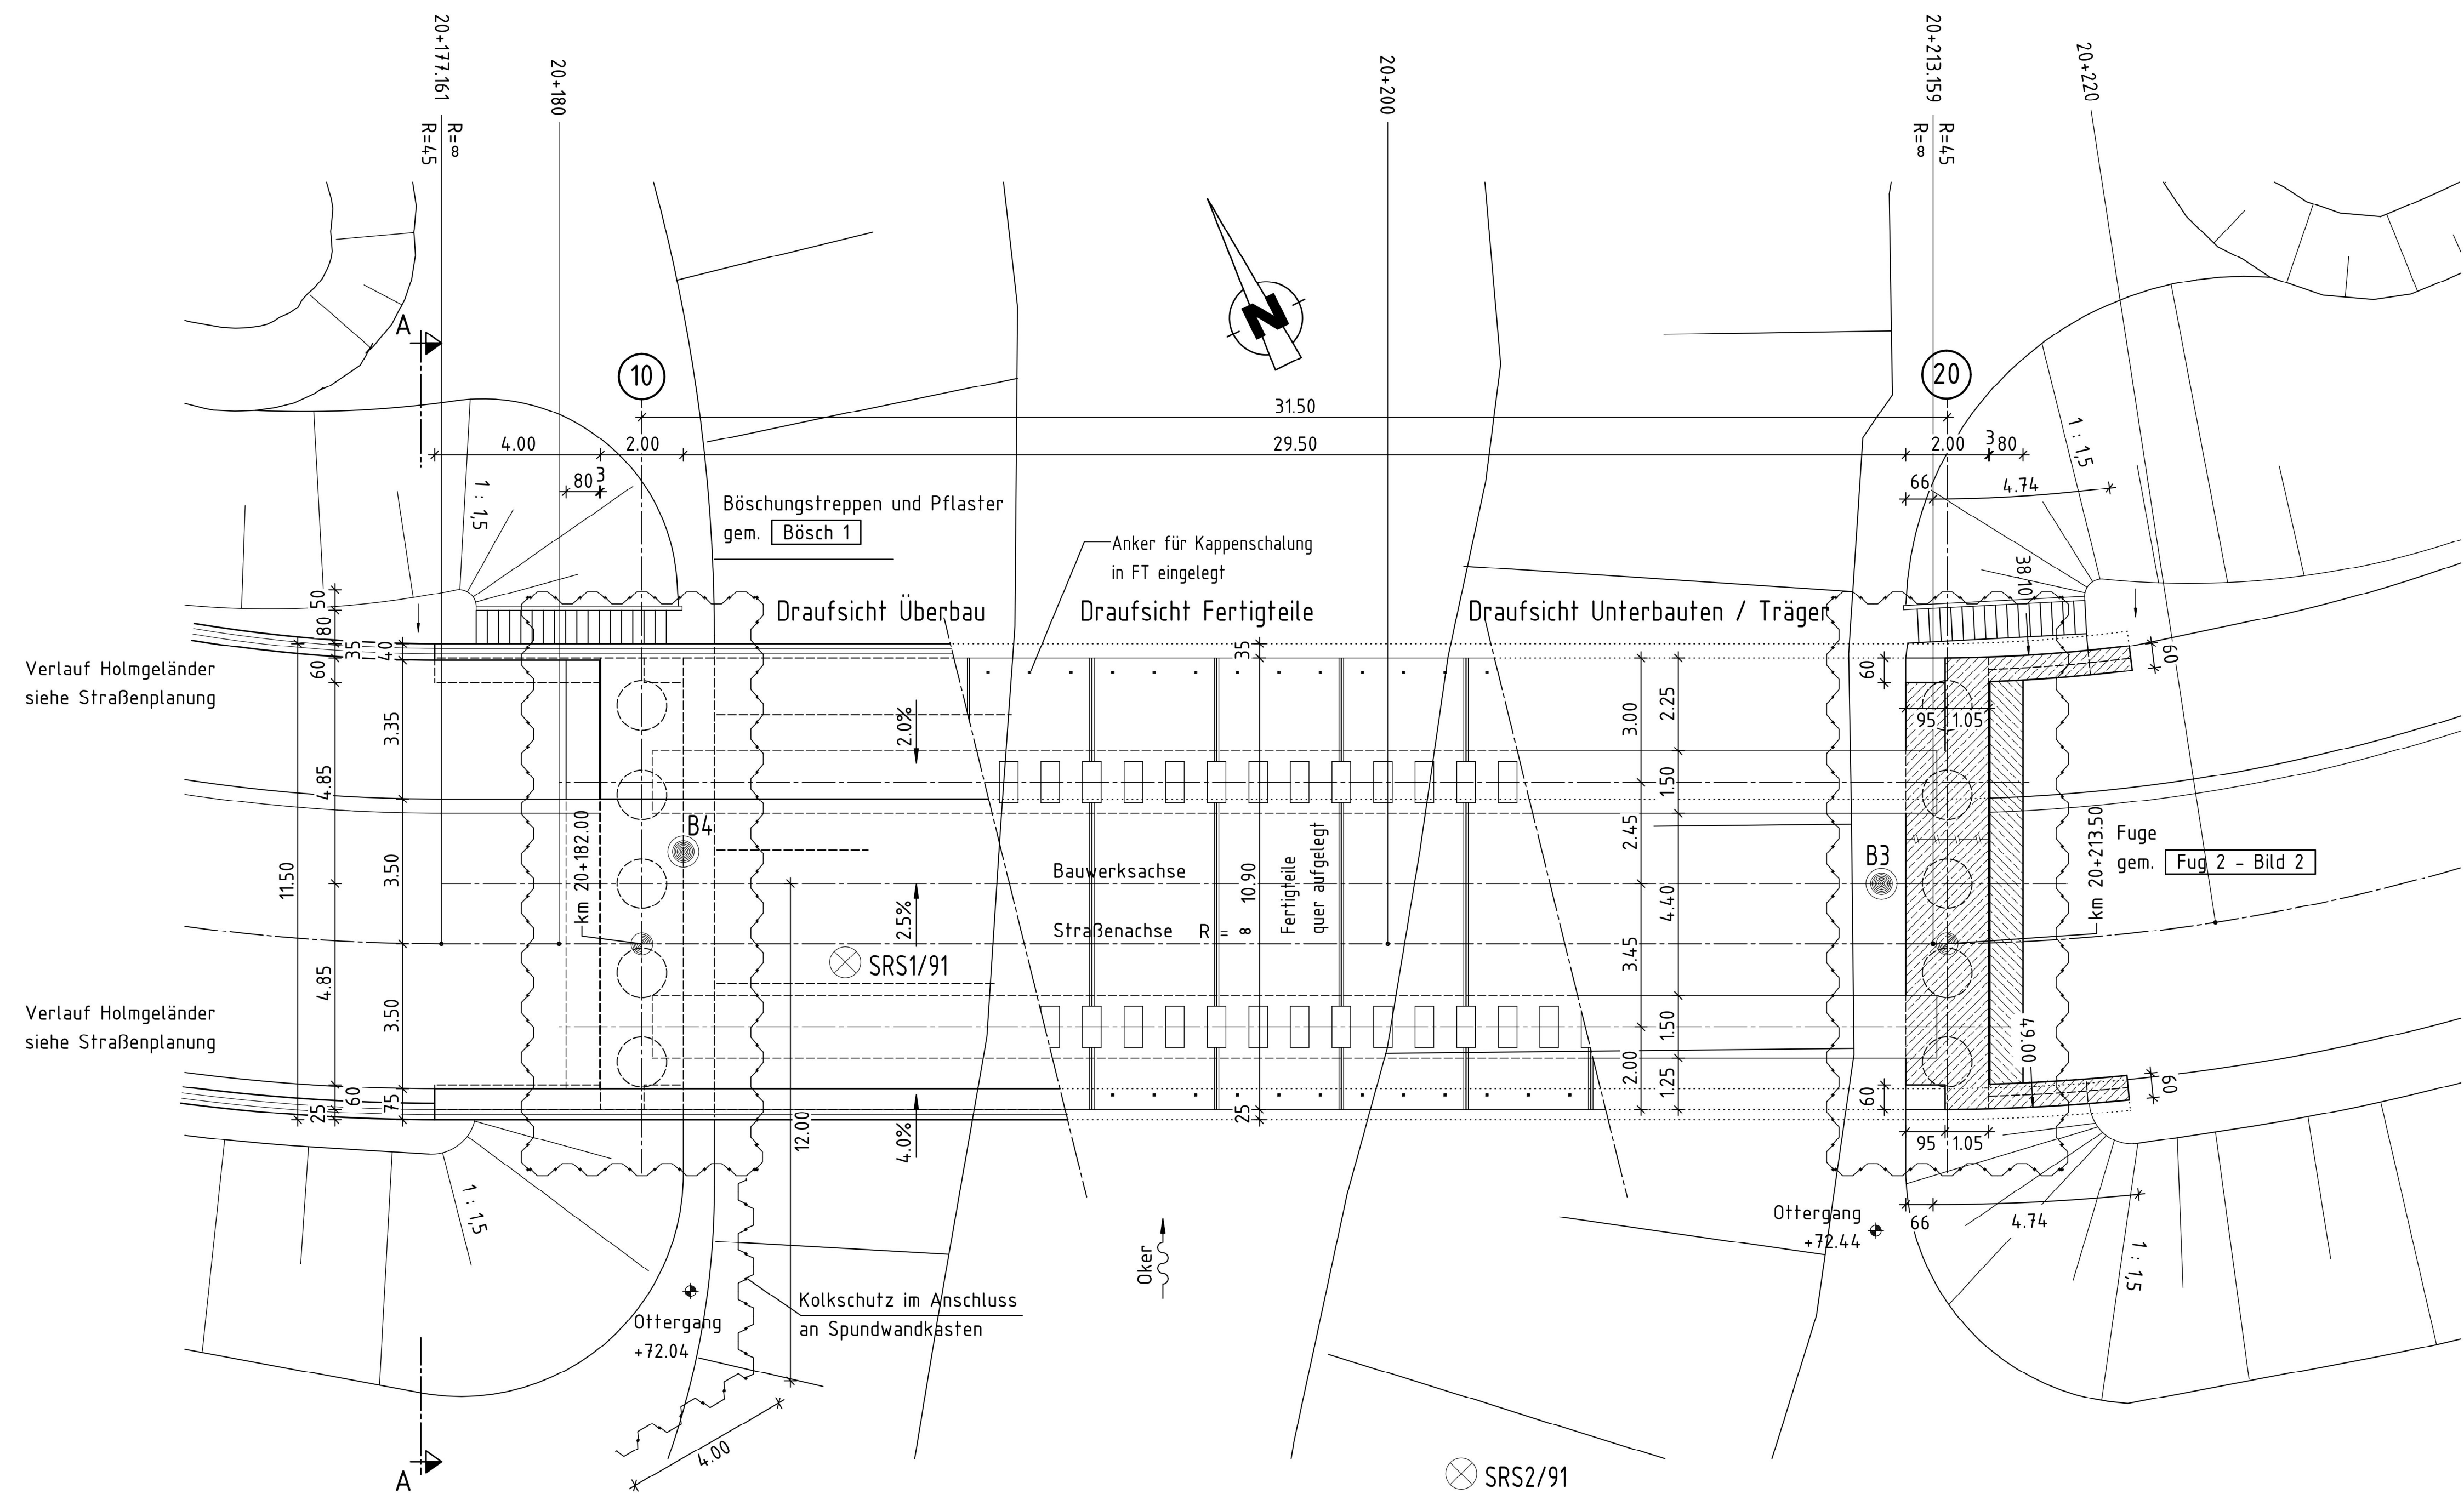 20+177.161
R=∞
R=45
20+180
20+200
20+213.159
R=45
R=∞
20+220
A
N
10
20
31.50
4.00
2.00
29.50
2.00
3
80
80
3
66
4.74
1 : 1,5
1 : 1,5
Böschungstreppen und Pflaster
gem. Bösch 1
Anker für Kappenschalung
in FT eingelegt
38.10
Draufsicht Überbau
Draufsicht Fertigteile
Draufsicht Unterbauten / Träger
50
80
35
60
40
35
60
60
Verlauf Holmgeländer
siehe Straßenplanung
3.35
4.85
2.0%
3.00
2.25
95
1.05
1.50
2.45
B4
km 20+182.00
Fertigteile
quer aufgelegt
10.90
B3
km 20+213.50
Fuge
gem. Fug 2 - Bild 2
11.50
3.50
Bauwerksachse
4.40
2.5%
Straßenachse R = ∞
3.45
SRS1/91
4.85
3.50
Verlauf Holmgeländer
siehe Straßenplanung
1.50
49.00
2.00
1.25
60
25
75
12.00
4.0%
25
60
60
95
1.05
1 : 1,5
66
4.74
Ottergang
+72.44
1 : 1,5
Oker
Kolkschutz im Anschluss
an Spundwandkasten
Ottergang
+72.04
4.00
A
SRS2/91